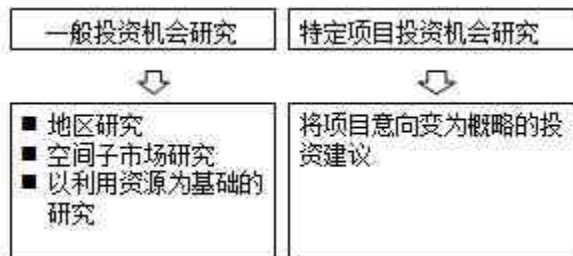 一般投资机会研究
特定项目投资机会研究
■ 地区研究
■ 空间子市场研究
■ 以利用资源为基础的
研究
将项目意向变为概略的投
资建议